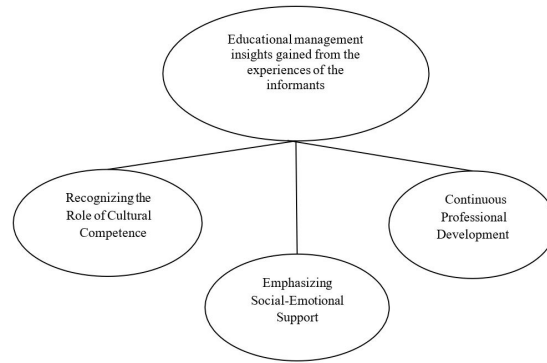 Educational management
insights gained from the
experiences of the
informants
Recognizing the
Role of Cultural
Competence
Continuous
Professional
Development
Emphasizing
Social-Emotional
Support